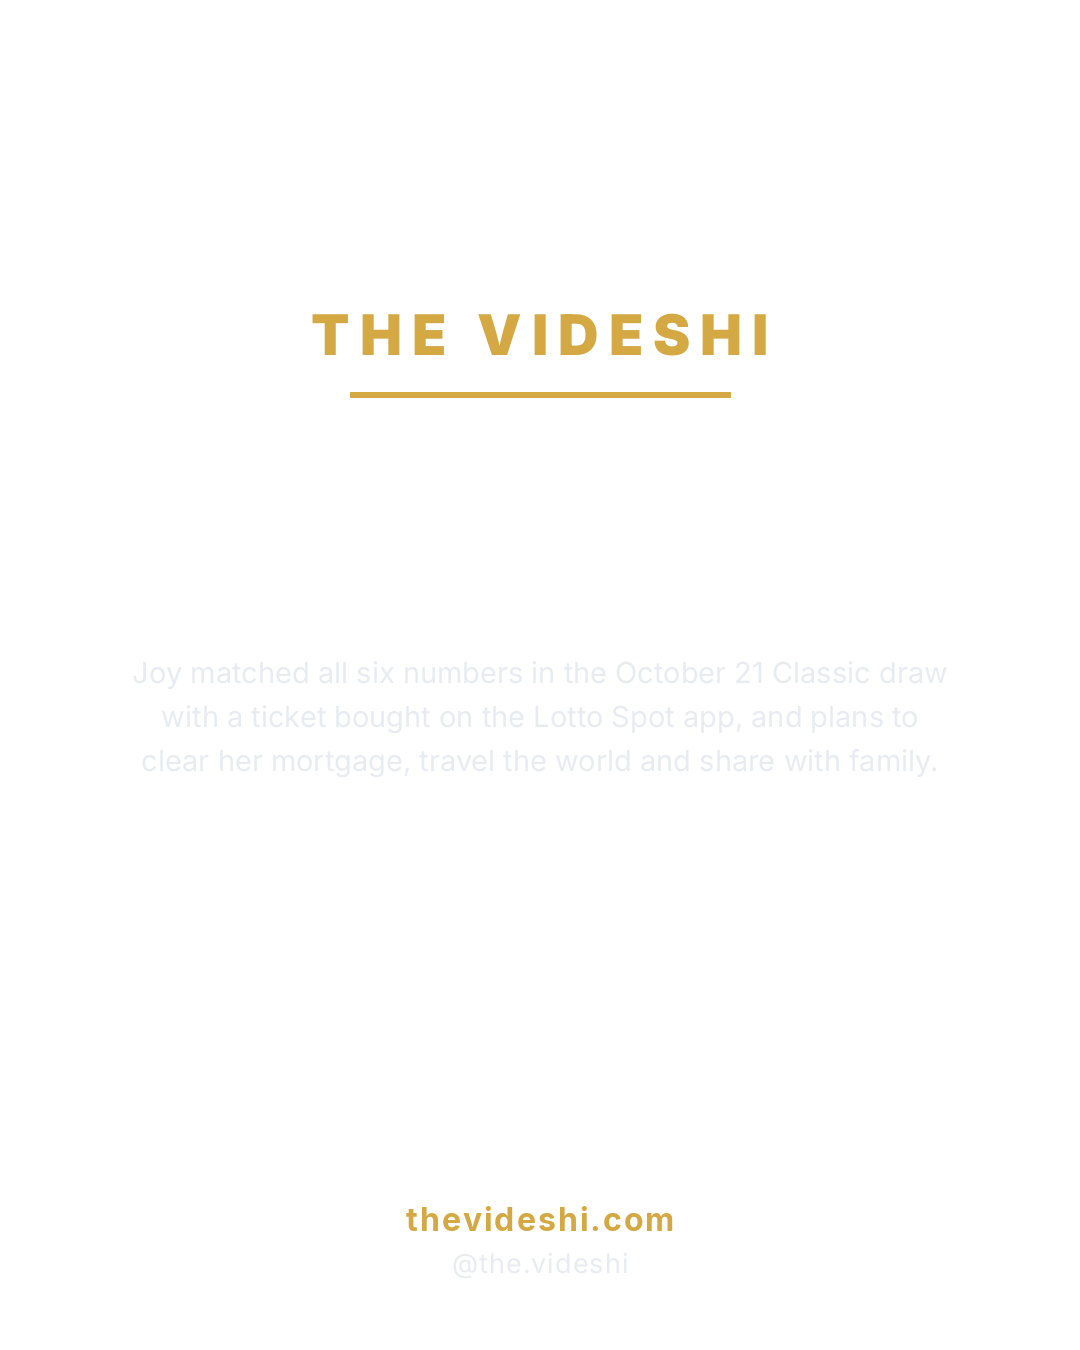 THE VIDESHI
Joy matched all six numbers in the October 21 Classic draw
with a ticket bought on the Lotto Spot app, and plans to
clear her mortgage, travel the world and share with family.
thevideshi.com
@the.videshi